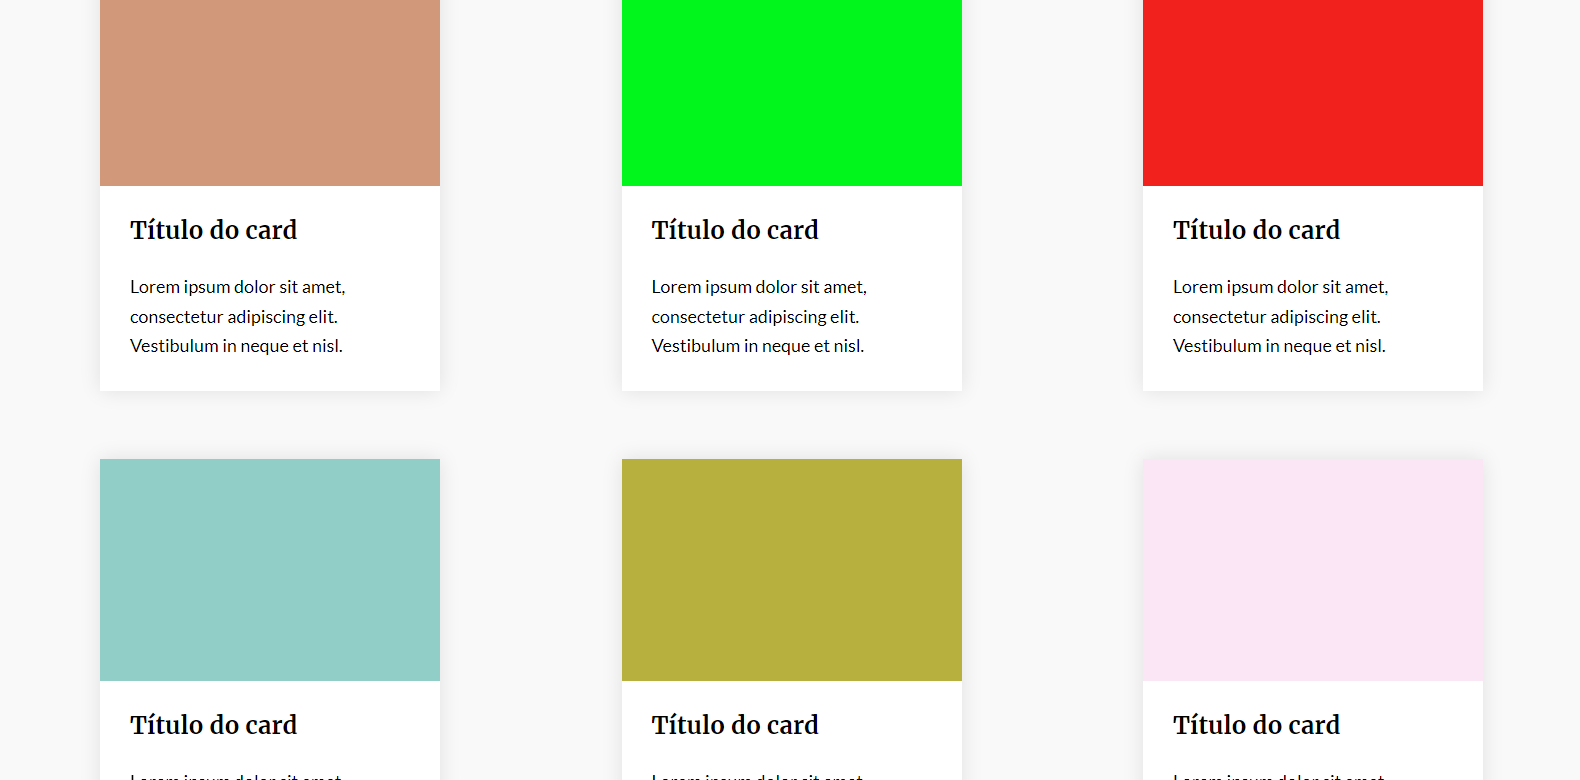 Título do card
Lorem ipsum dolor sit amet,
consectetur adipiscing elit.
Vestibulum in neque et nisl.
Título do card
Lorem ipsum dolor sit amet,
consectetur adipiscing elit.
Vestibulum in neque et nisl.
Título do card
Lorem ipsum dolor sit amet,
consectetur adipiscing elit.
Vestibulum in neque et nisl.
Título do card
Título do card
Título do card